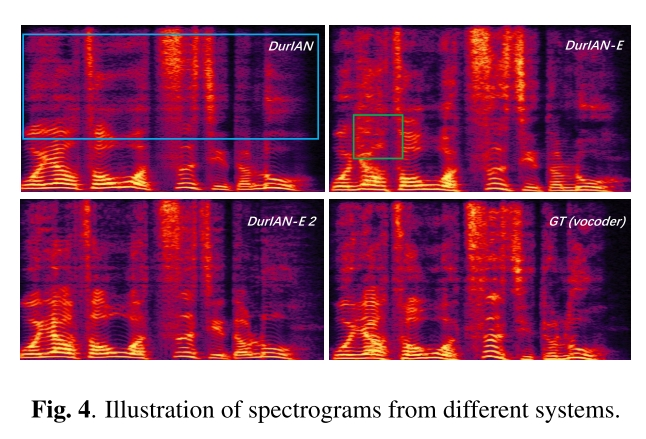 DurIAN
DurIAN-E
DurIAN-E 2
GT (vocoder)
Fig. 4. Illustration of spectrograms from different systems.